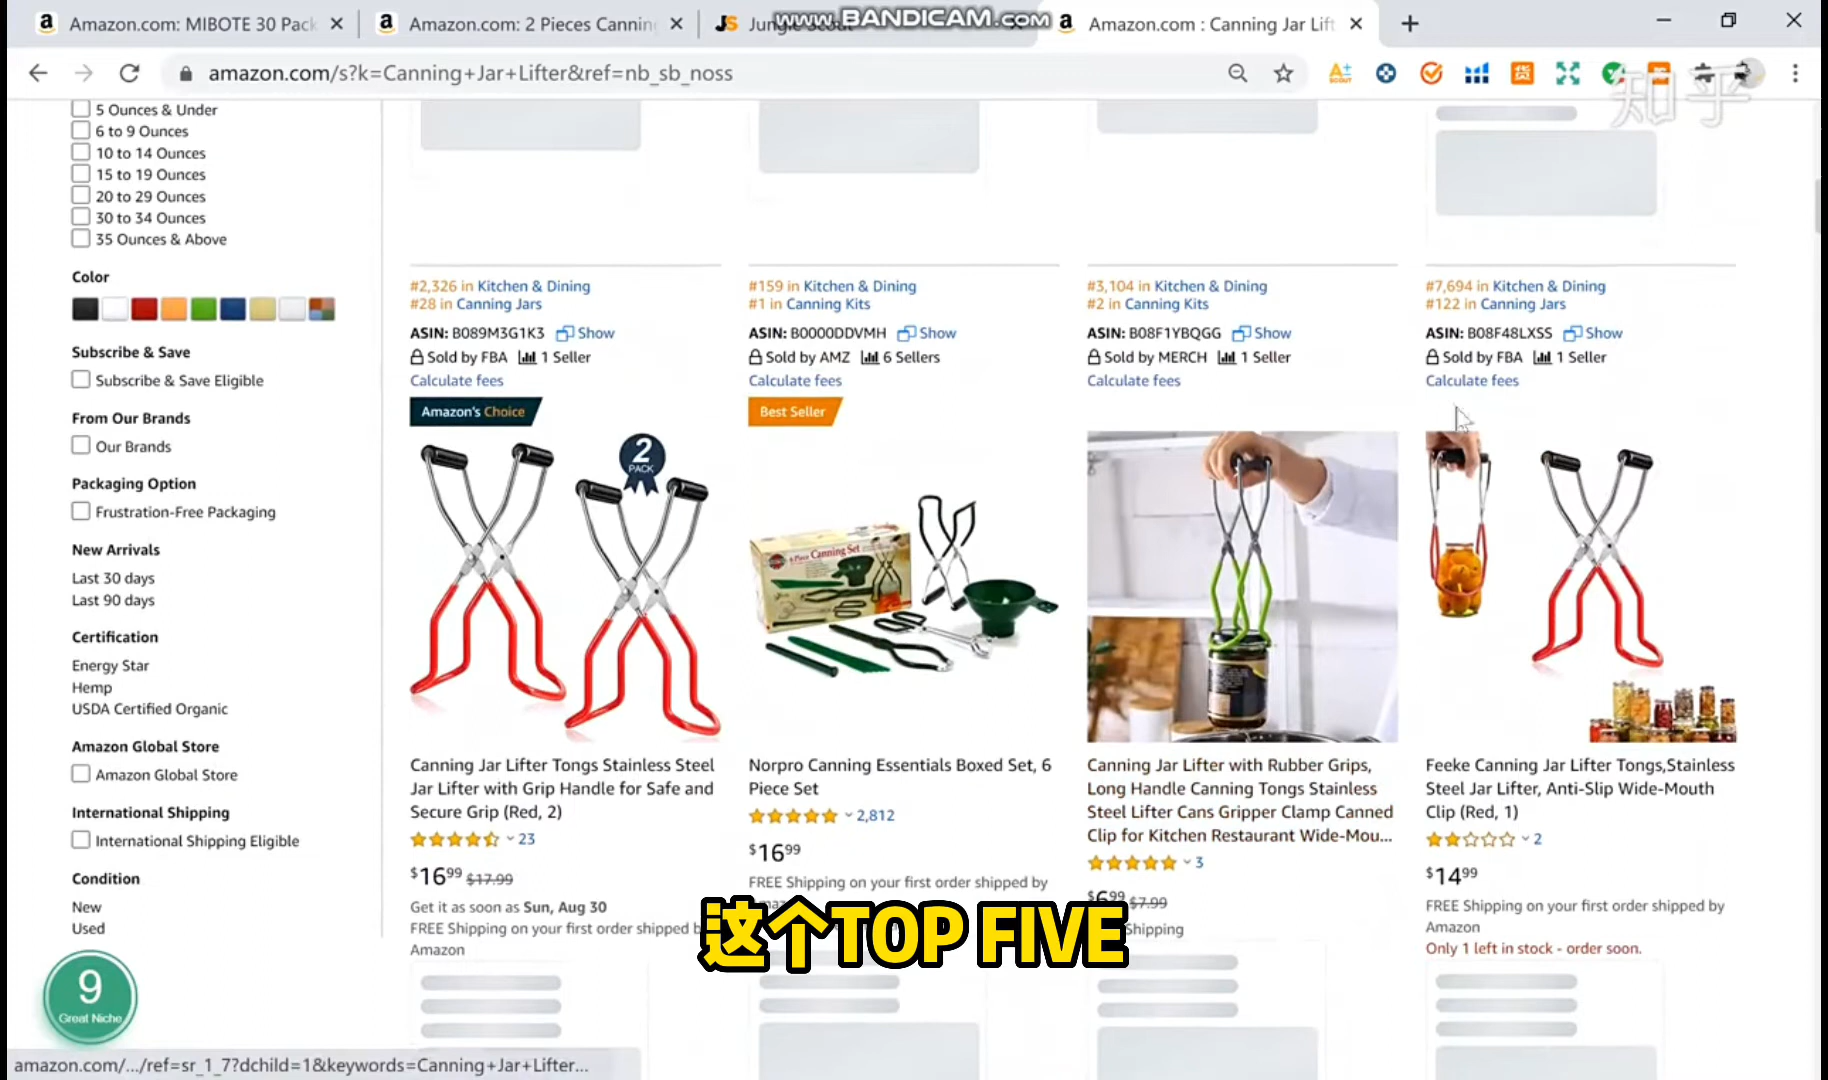 Amazon.com: MIBOTE 30 Pack
Amazon.com: 2 Pieces Canning
Jungle Scout
www.BANDICAM.com
Amazon.com : Canning Jar Lift
amazon.com/s?k=Canning+Jar+Lifter&ref=nb_sb_noss
知乎
5 Ounces & Under
6 to 9 Ounces
10 to 14 Ounces
15 to 19 Ounces
20 to 29 Ounces
30 to 34 Ounces
35 Ounces & Above
Color
Subscribe & Save
Subscribe & Save Eligible
From Our Brands
Our Brands
Packaging Option
Frustration-Free Packaging
New Arrivals
Last 30 days
Last 90 days
Certification
Energy Star
Hemp
USDA Certified Organic
Amazon Global Store
Amazon Global Store
International Shipping
International Shipping Eligible
Condition
New
Used
9
Great Niche
#2,326 in Kitchen & Dining
#28 in Canning Jars
ASIN: B089M3G1K3 Show
Sold by FBA 1 Seller
Calculate fees
Amazon's Choice
2
PACK
Canning Jar Lifter Tongs Stainless Steel
Jar Lifter with Grip Handle for Safe and
Secure Grip (Red, 2)
23
$16.99 $17.99
Get it as soon as Sun, Aug 30
FREE Shipping on your first order shipped b
Amazon
#159 in Kitchen & Dining
#1 in Canning Kits
ASIN: B0000DDVMH Show
Sold by AMZ 6 Sellers
Calculate fees
Best Seller
6 Piece Canning Set
Norpro Canning Essentials Boxed Set, 6
Piece Set
2,812
$16.99
FREE Shipping on your first order shipped by
#3,104 in Kitchen & Dining
#2 in Canning Kits
ASIN: B08F1YBQGG Show
Sold by MERCH 1 Seller
Calculate fees
Canning Jar Lifter with Rubber Grips,
Long Handle Canning Tongs Stainless
Steel Lifter Cans Gripper Clamp Canned
Clip for Kitchen Restaurant Wide-Mou...
3
$6.99 $7.99
Shipping
#7,694 in Kitchen & Dining
#122 in Canning Jars
ASIN: B08F48LXSS Show
Sold by FBA 1 Seller
Calculate fees
Feeke Canning Jar Lifter Tongs,Stainless
Steel Jar Lifter, Anti-Slip Wide-Mouth
Clip (Red, 1)
2
$14.99
FREE Shipping on your first order shipped by
Amazon
Only 1 left in stock - order soon.
这个TOP FIVE
amazon.com/.../ref=sr_1_7?dchild=1&keywords=Canning+Jar+Lifter...